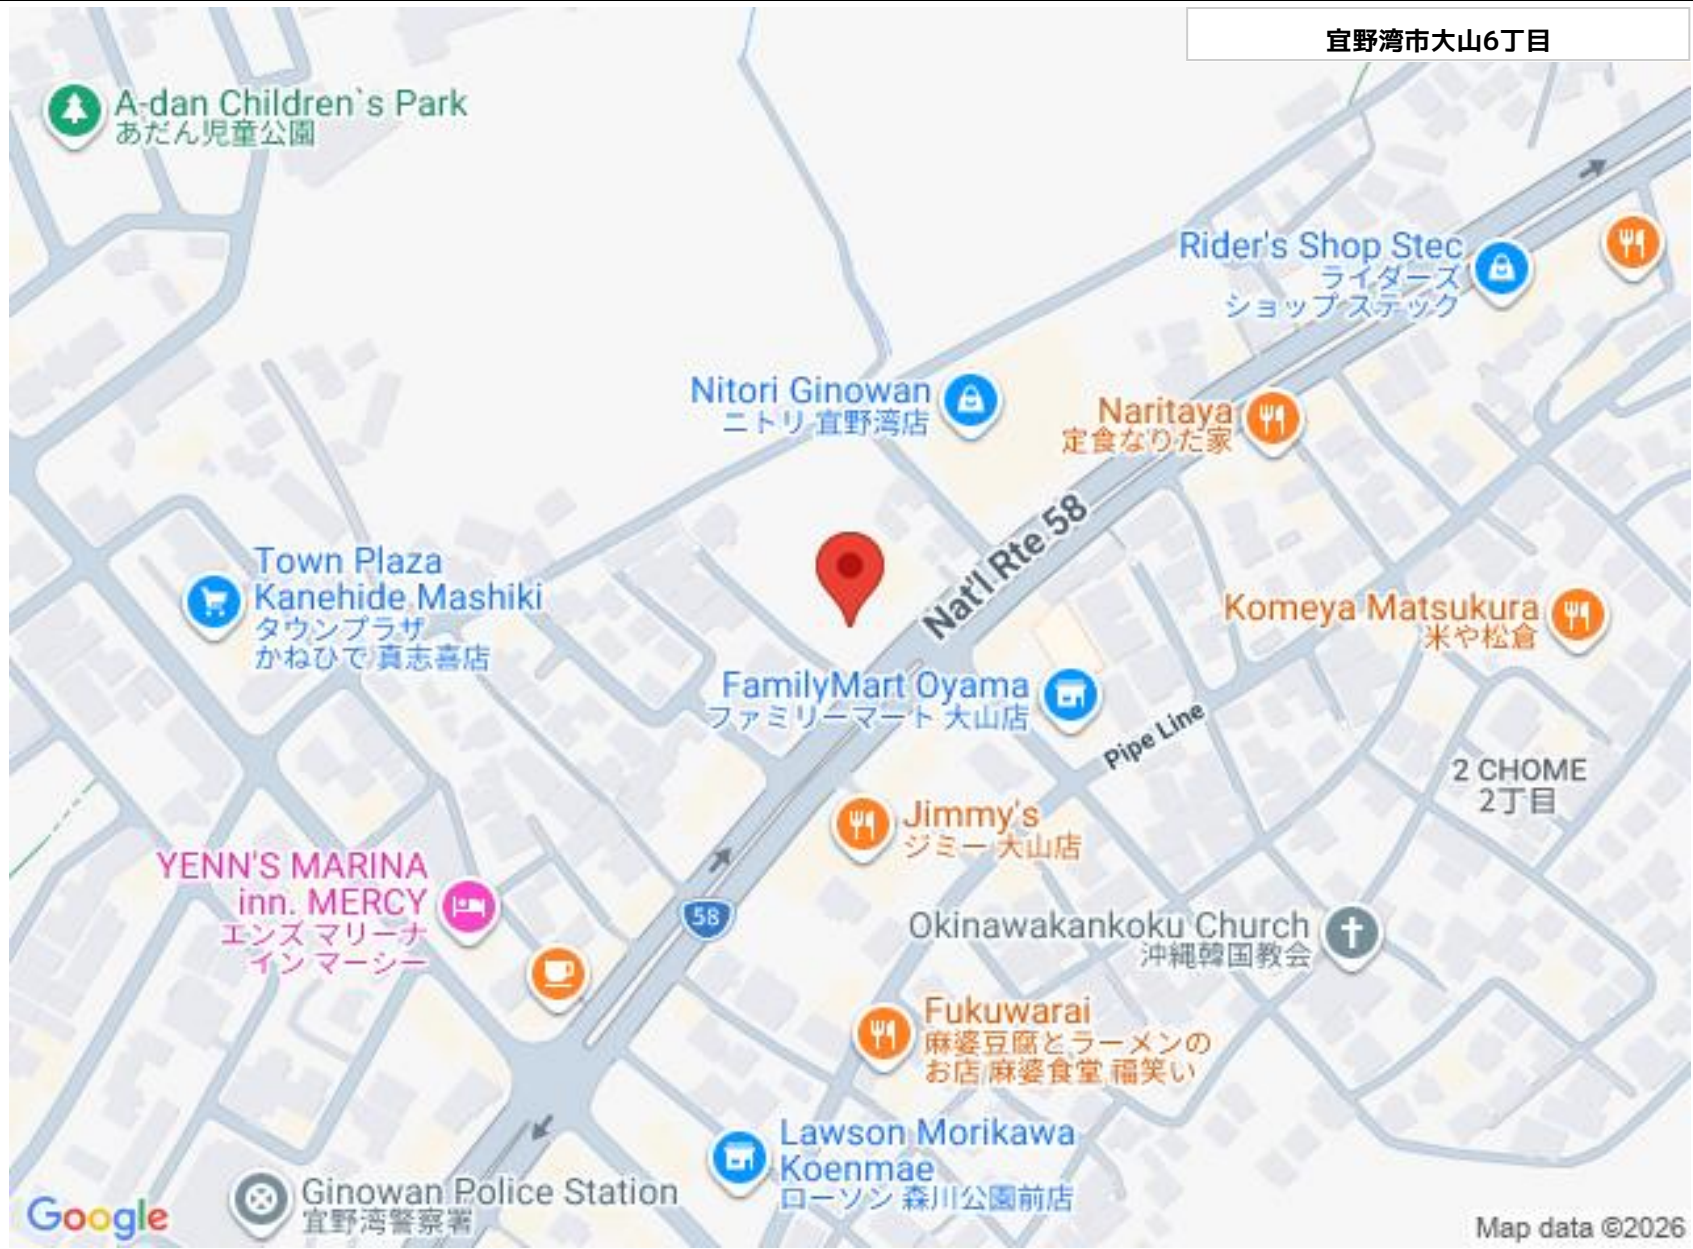 宜野湾市大山6丁目
A-dan Children`s Park
あだん児童公園
Rider's Shop Stec
ライダーズ
ショップ ステック
Nitori Ginowan
ニトリ 宜野湾店
Naritaya
定食なりた家
Nat'l Rte 58
Town Plaza
Kanehide Mashiki
タウンプラザ
かねひで 真志喜店
Komeya Matsukura
米や松倉
FamilyMart Oyama
ファミリーマート 大山店
Pipe Line
2 CHOME
2丁目
Jimmy's
ジミー 大山店
YENN'S MARINA
inn. MERCY
エンズ マリーナ
イン マーシー
58
Okinawakankoku Church
沖縄韓国教会
Fukuwarai
麻婆豆腐とラーメンの
お店 麻婆食堂 福笑い
Lawson Morikawa
Koenmae
ローソン 森川公園前店
Ginowan Police Station
宜野湾警察署
Google
Map data ©2026